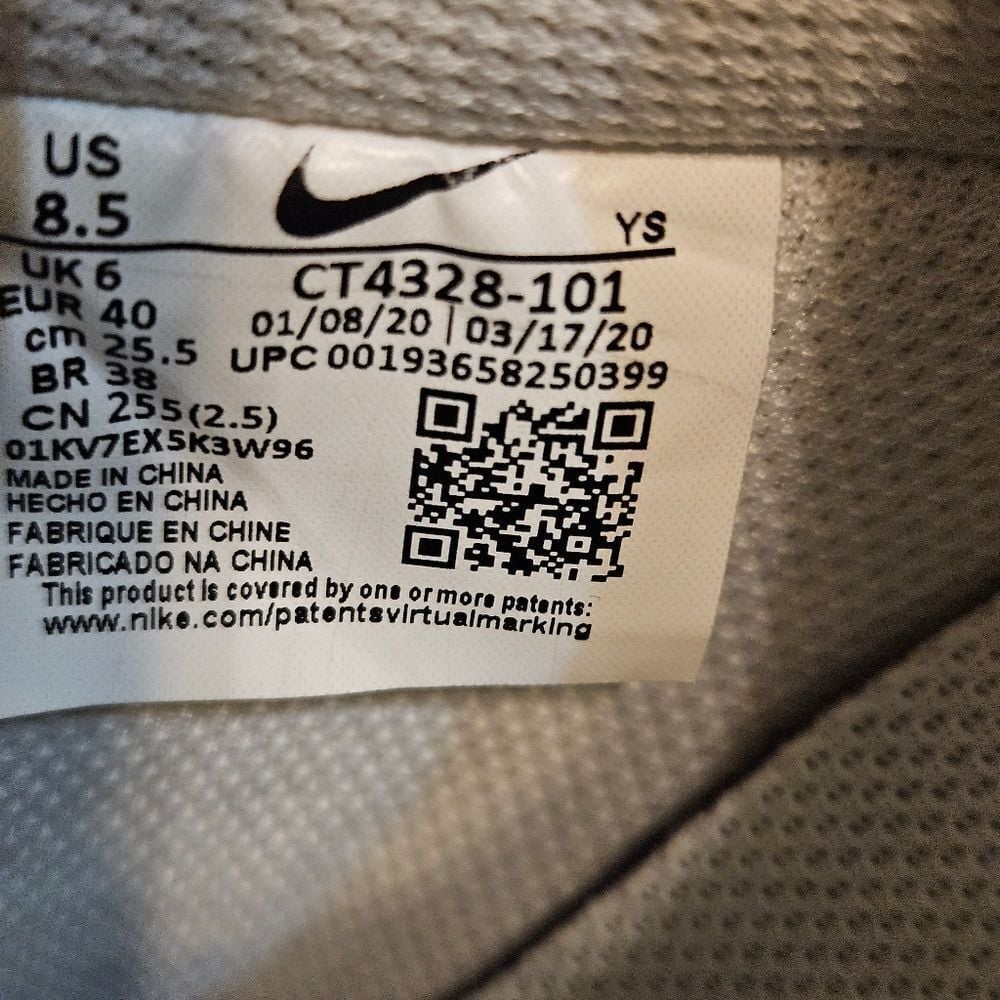 US
8.5
YS
UK 6
EUR 40
cm 25.5
BR 38
CN 255(2.5)
CT4328-101
01/08/20 | 03/17/20
UPC 00193658250399
01KV7EX5K3W96
MADE IN CHINA
HECHO EN CHINA
FABRIQUE EN CHINE
FABRICADO NA CHINA
This product is covered by one or more patents:
www.nike.com/patentsvirtualmarking